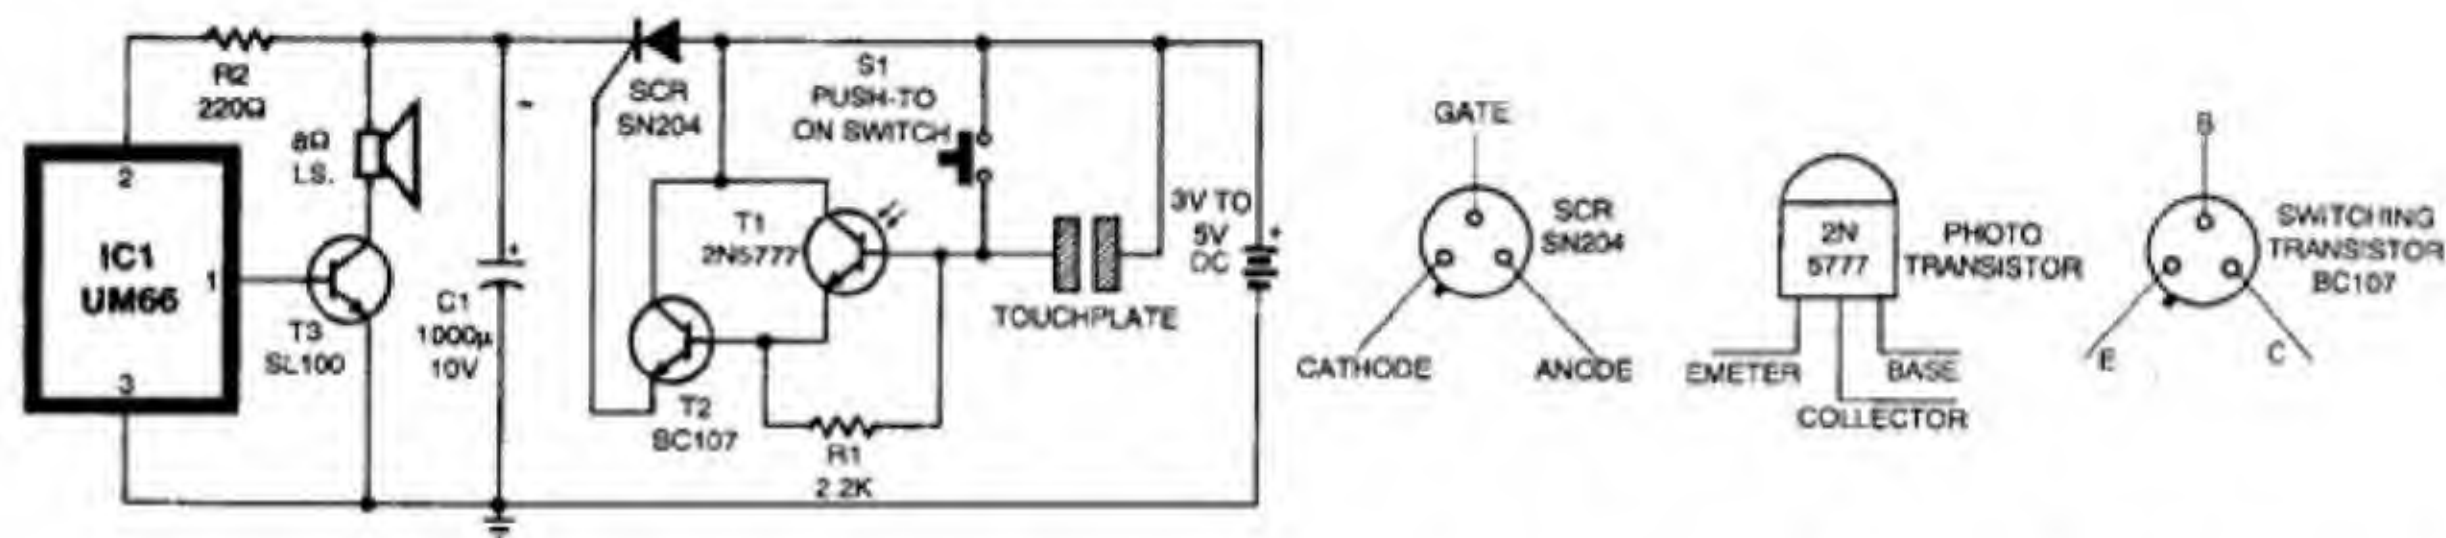 R2
220Ω
2
IC1
UM66
1
3
8Ω
L.S.
T3
SL100
+
C1
1000µ
10V
SCR
SN204
T1
2N5777
T2
BC107
R1
2.2K
S1
PUSH-TO
ON SWITCH
TOUCHPLATE
3V TO
5V
DC
+
GATE
SCR
SN204
CATHODE
ANODE
2N
5777
PHOTO
TRANSISTOR
EMETER
BASE
COLLECTOR
B
SWITCHING
TRANSISTOR
BC107
E
C